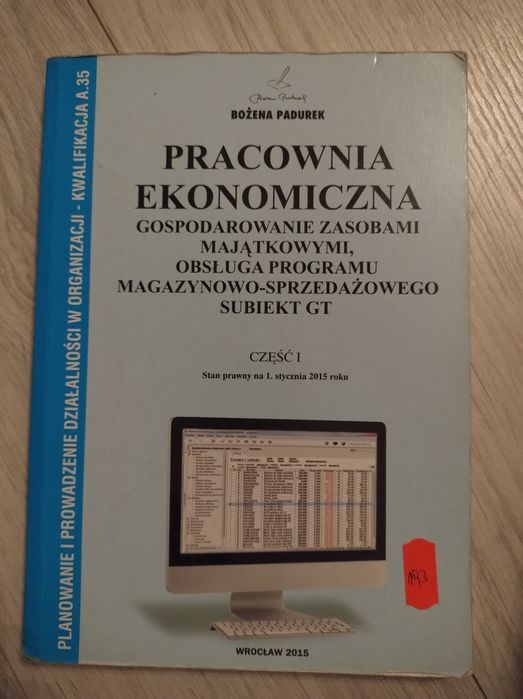 PLANOWANIE I PROWADZENIE DZIAŁALNOŚCI W ORGANIZACJI - KWALIFIKACJA A.35
BOŻENA PADUREK
PRACOWNIA
EKONOMICZNA
GOSPODAROWANIE ZASOBAMI
MAJĄTKOWYMI,
OBSŁUGA PROGRAMU
MAGAZYNOWO-SPRZEDAŻOWEGO
SUBIEKT GT
CZĘŚĆ I
Stan prawny na 1. stycznia 2015 roku
193
WROCŁAW 2015